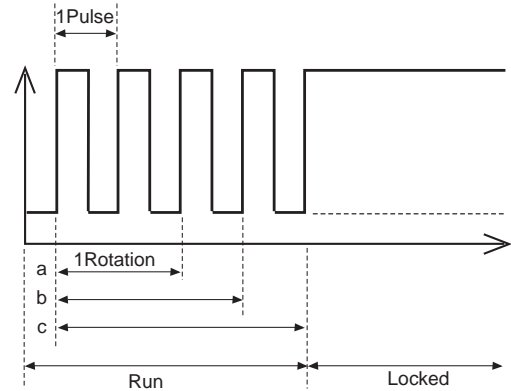 1Pulse
a
1Rotation
b
c
Run
Locked